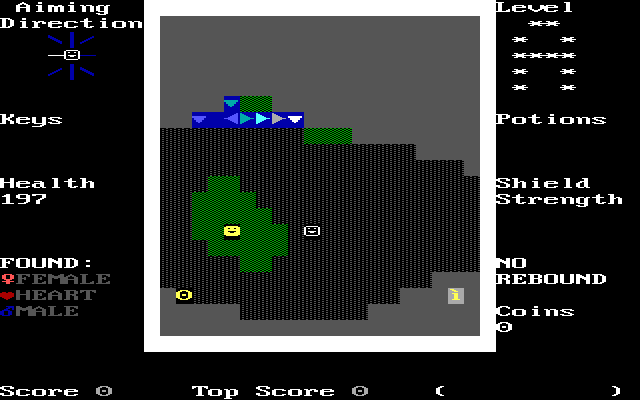 Aiming
Direction
Keys
Health
197
FOUND:
FEMALE
HEART
MALE
Level
A
Potions
Shield
Strength
NO
REBOUND
Coins
0
i
Score 0 Top Score 0 ( )